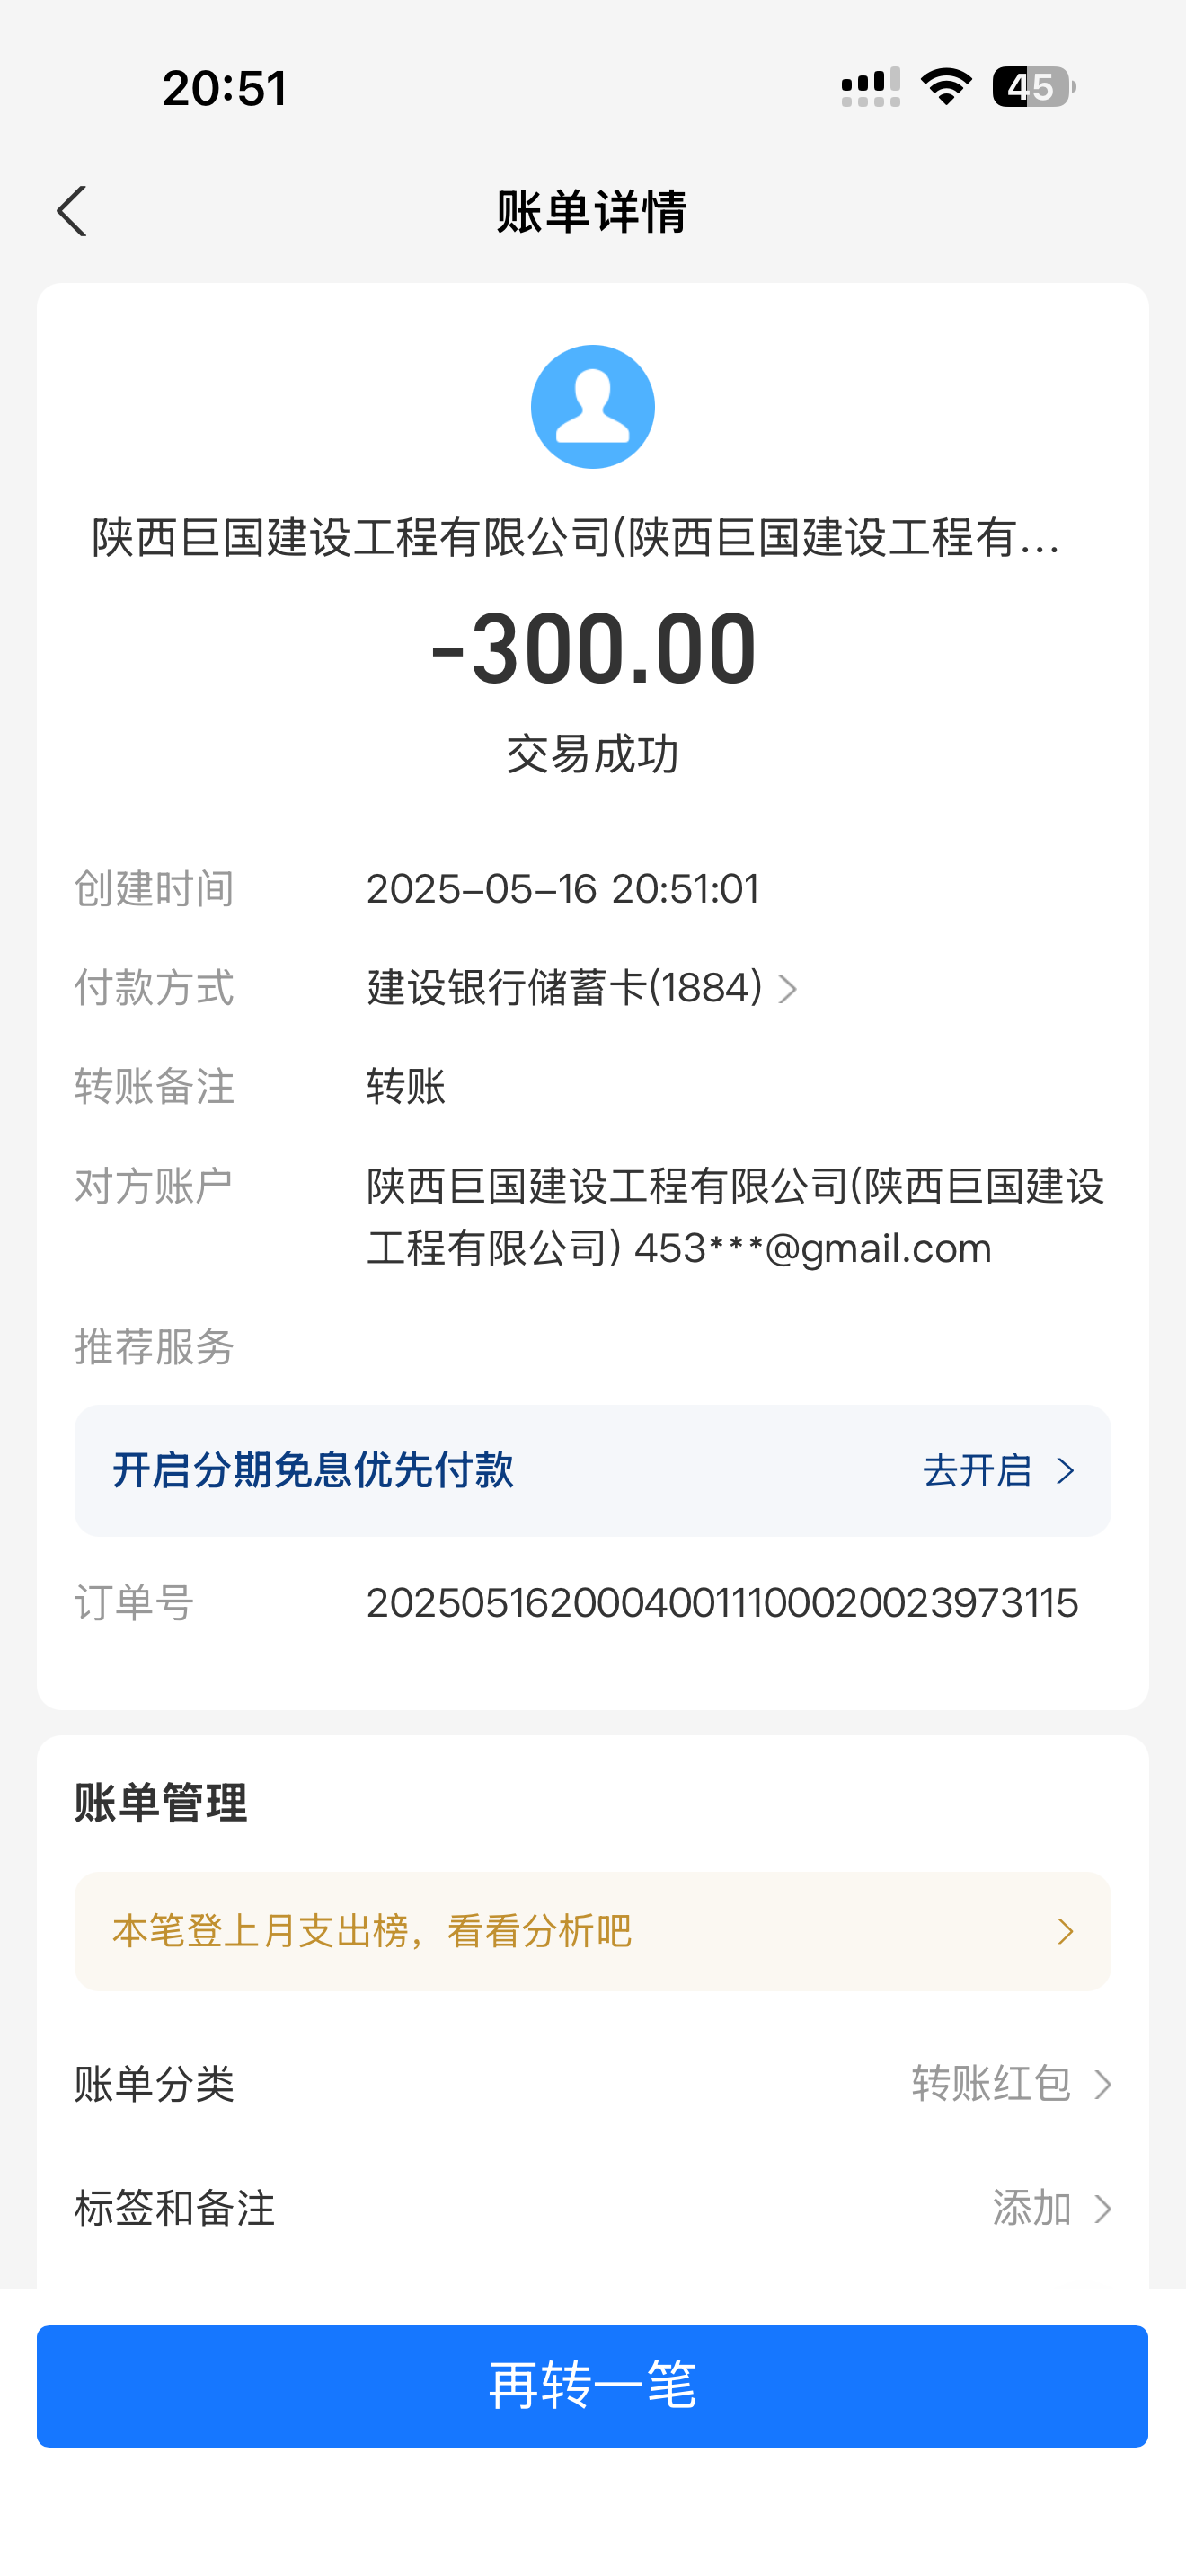 20:51
45
账单详情
陕西巨国建设工程有限公司(陕西巨国建设工程有...
-300.00
交易成功
创建时间 2025-05-16 20:51:01
付款方式 建设银行储蓄卡(1884)
转账备注 转账
对方账户 陕西巨国建设工程有限公司(陕西巨国建设
工程有限公司) 453***@gmail.com
推荐服务
开启分期免息优先付款 去开启
订单号 20250516200040011100020023973115
账单管理
本笔登上月支出榜，看看分析吧
账单分类 转账红包
标签和备注 添加
再转一笔